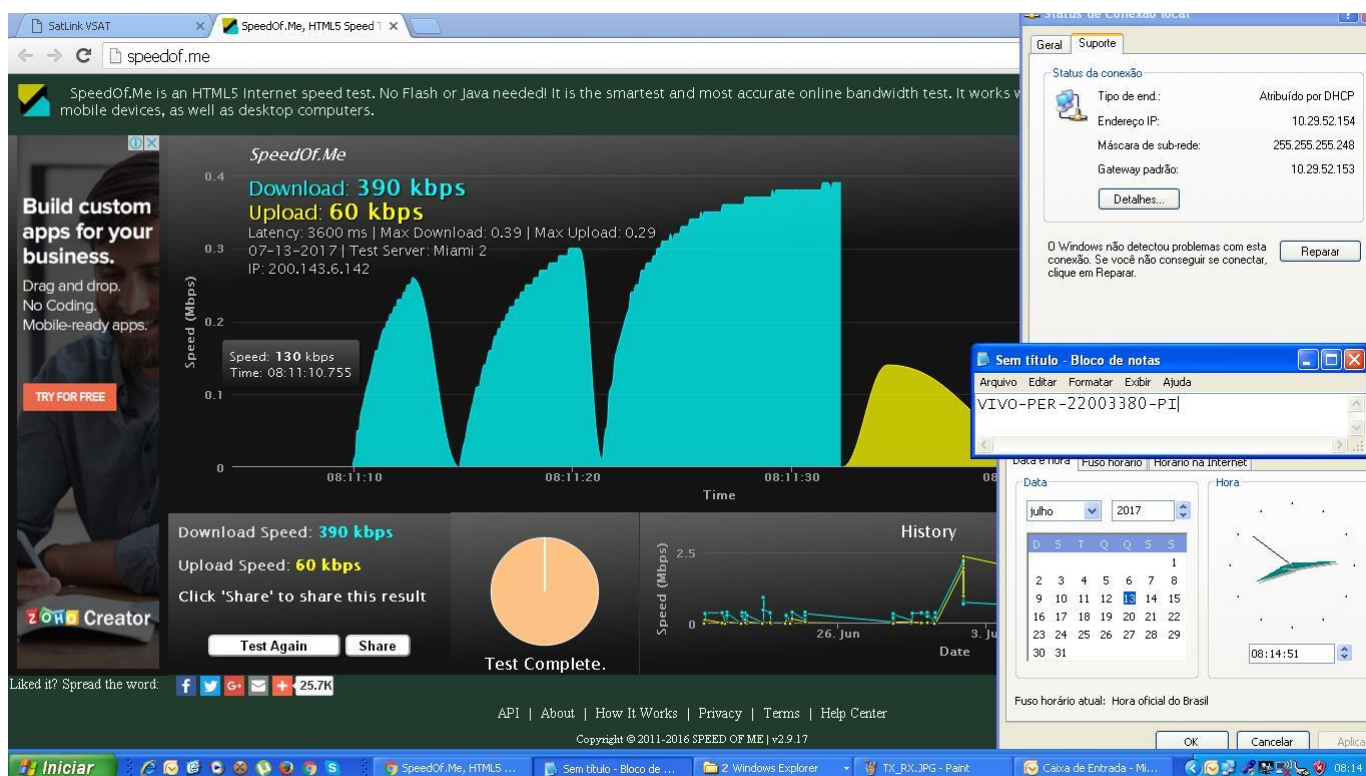 SatLink VSAT
SpeedOf.Me, HTML5 Speed T
speedof.me
SpeedOf.Me is an HTML5 Internet speed test. No Flash or Java needed! It is the smartest and most accurate online bandwidth test. It works
mobile devices, as well as desktop computers.
Build custom
apps for your
business.
Drag and drop.
No Coding.
Mobile-ready apps.
TRY FOR FREE
ZOHO Creator
SpeedOf.Me
Download: 390 kbps
Upload: 60 kbps
Latency: 3600 ms | Max Download: 0.39 | Max Upload: 0.29
07-13-2017 | Test Server: Miami 2
IP: 200.143.6.142
Speed (Mbps)
0.4
0.3
0.2
0.1
0
Speed: 130 kbps
Time: 08:11:10.755
08:11:10
08:11:20
08:11:30
08
Time
Download Speed: 390 kbps
Upload Speed: 60 kbps
Click 'Share' to share this result
Test Again
Share
Test Complete.
History
Speed (Mbps)
2.5
0
26. Jun
3. Ju
Date
Liked it? Spread the word:
25.7K
API | About | How It Works | Privacy | Terms | Help Center
Copyright © 2011-2016 SPEED OF ME | v2.9.17
Status de Conexão local
Geral
Suporte
Status da conexão
Tipo de end.: Atribuído por DHCP
Endereço IP: 10.29.52.154
Máscara de sub-rede: 255.255.255.248
Gateway padrão: 10.29.52.153
Detalhes...
O Windows não detectou problemas com esta
conexão. Se você não conseguir se conectar,
clique em Reparar.
Reparar
Sem título - Bloco de notas
Arquivo Editar Formatar Exibir Ajuda
VIVO-PER-22003380-PI
Data e hora
Fuso horário
Horário na Internet
Data
julho
2017
D S T Q Q S S
1
2 3 4 5 6 7 8
9 10 11 12 13 14 15
16 17 18 19 20 21 22
23 24 25 26 27 28 29
30 31
Hora
08:14:51
Fuso horário atual: Hora oficial do Brasil
OK
Cancelar
Aplica
Iniciar
SpeedOf.Me, HTML5 ...
Sem título - Bloco de ...
2 Windows Explorer
TX_RX.JPG - Paint
Caixa de Entrada - Mi...
08:14